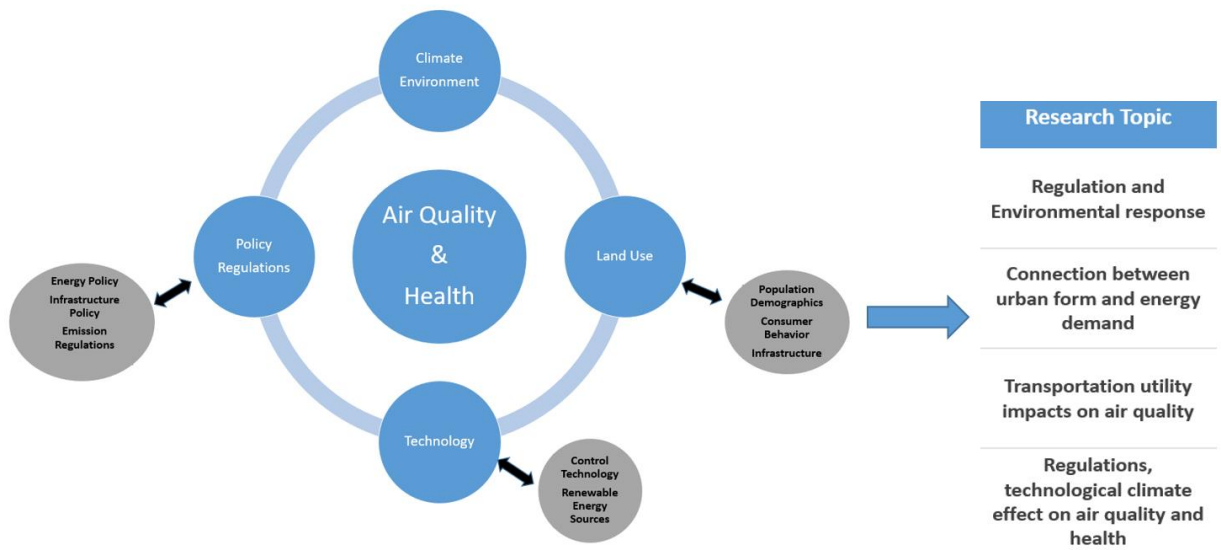 Climate
Environment
Air Quality
&
Health
Policy
Regulations
Land Use
Energy Policy
Infrastructure
Policy
Emission
Regulations
Population
Demographics
Consumer
Behavior
Infrastructure
Technology
Control
Technology
Renewable
Energy
Sources
Research Topic
Regulation and
Environmental response
Connection between
urban form and energy
demand
Transportation utility
impacts on air quality
Regulations,
technological climate
effect on air quality and
health